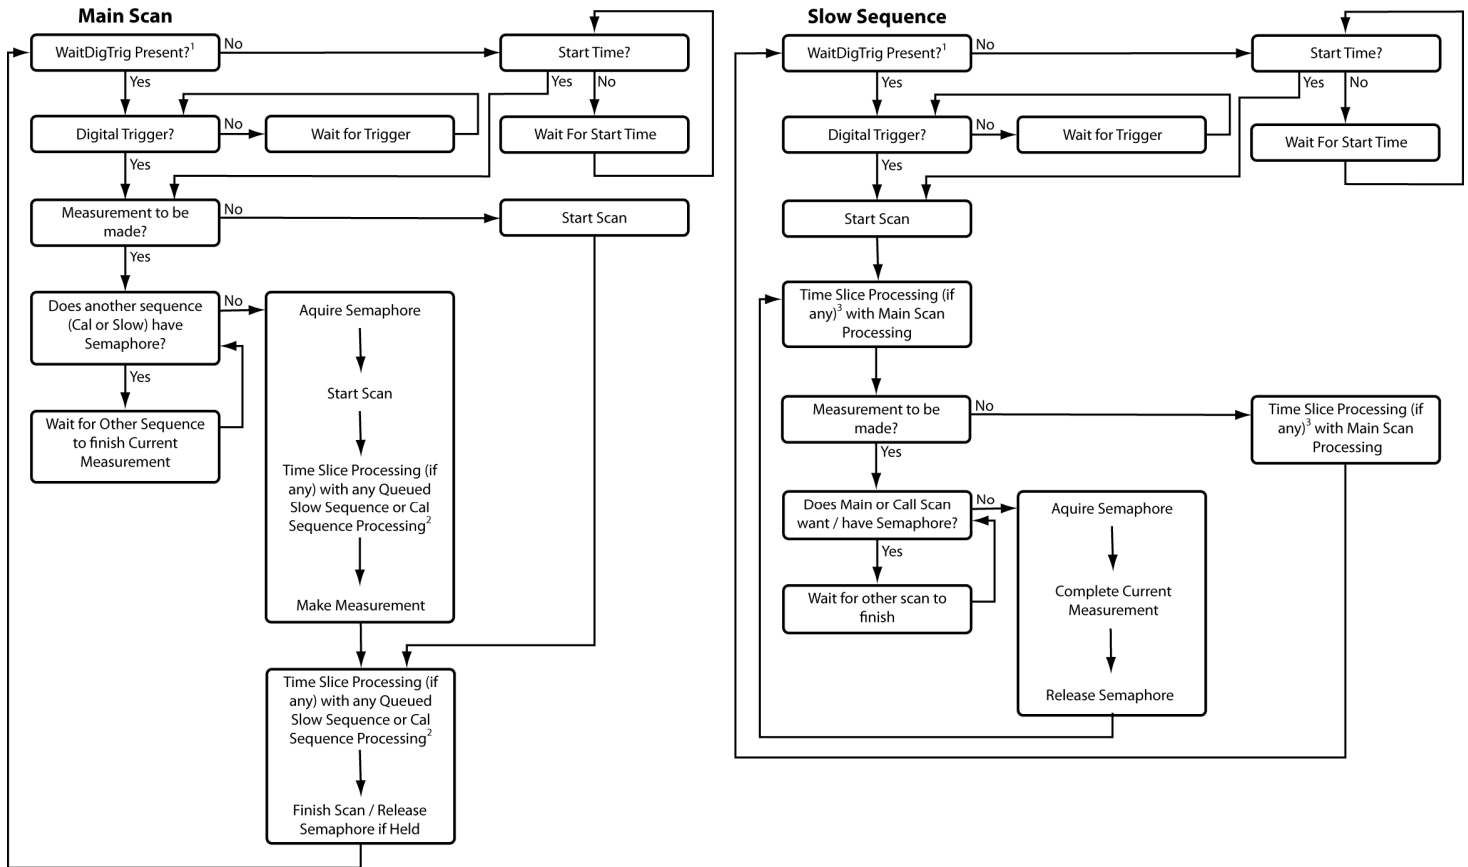 Main Scan
WaitDigTrig Present?1
No
Start Time?
Yes
Yes
No
Digital Trigger?
No
Wait for Trigger
Wait For Start Time
Yes
Measurement to be
made?
No
Start Scan
Yes
Does another sequence
(Cal or Slow) have
Semaphore?
No
Yes
Wait for Other Sequence
to finish Current
Measurement
Aquire Semaphore
Start Scan
Time Slice Processing (if
any) with any Queued
Slow Sequence or Cal
Sequence Processing2
Make Measurement
Time Slice Processing (if
any) with any Queued
Slow Sequence or Cal
Sequence Processing2
Finish Scan / Release
Semaphore if Held
Slow Sequence
WaitDigTrig Present?1
No
Start Time?
Yes
Yes
No
Digital Trigger?
No
Wait for Trigger
Wait For Start Time
Yes
Start Scan
Time Slice Processing (if
any)3 with Main Scan
Processing
Measurement to be
made?
No
Time Slice Processing (if
any)3 with Main Scan
Processing
Yes
Does Main or Call Scan
want / have Semaphore?
No
Yes
Wait for other scan to
finish
Aquire Semaphore
Complete Current
Measurement
Release Semaphore